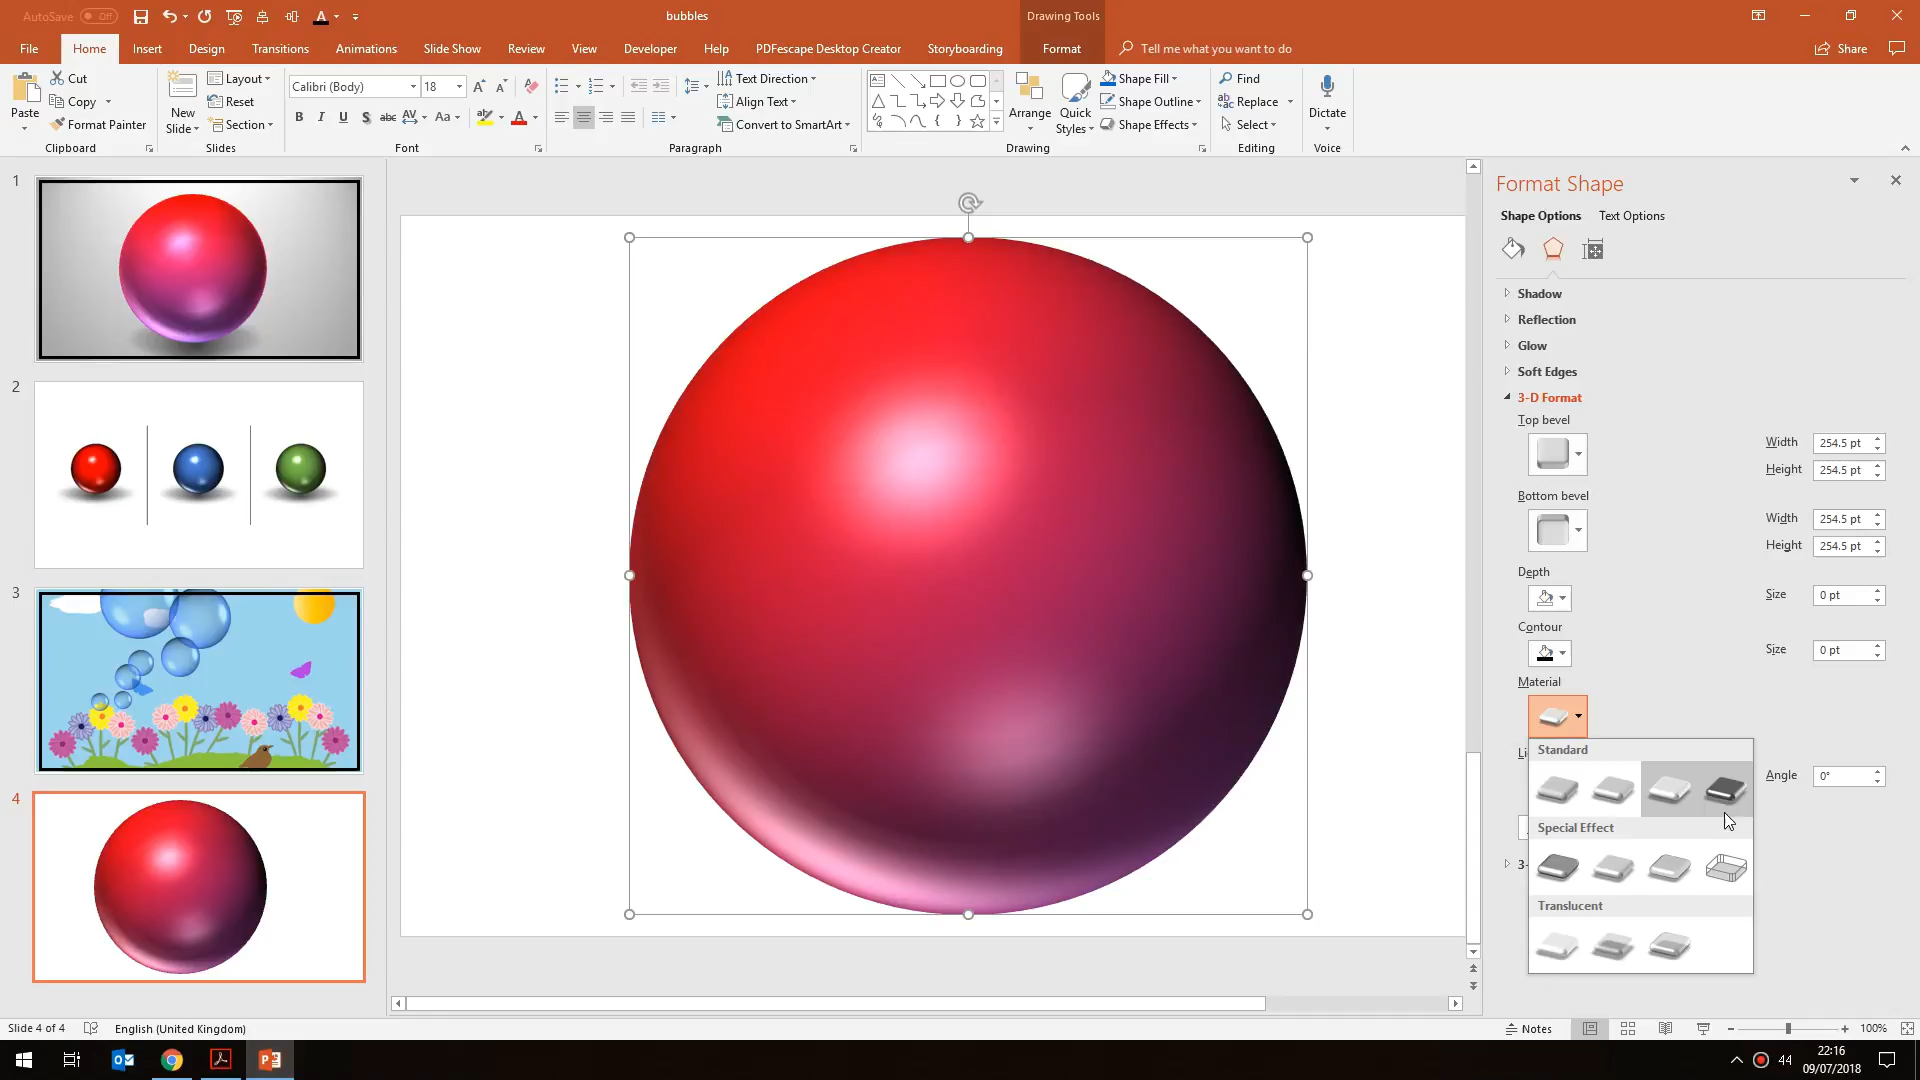 AutoSave Off
bubbles
Drawing Tools
File Home Insert Design Transitions Animations Slide Show Review View Developer Help PDFescape Desktop Creator Storyboarding Format Tell me what you want to do Share
Paste
Cut
Copy
Format Painter
Clipboard
New Slide
Layout
Reset
Section
Slides
Calibri (Body) 18
B I U S abc AV Aa A
Font
Text Direction
Align Text
Convert to SmartArt
Paragraph
Arrange
Quick Styles
Shape Fill
Shape Outline
Shape Effects
Drawing
Find
Replace
Select
Editing
Dictate
Voice
1
2
3
4
Format Shape
Shape Options Text Options
Shadow
Reflection
Glow
Soft Edges
3-D Format
Top bevel
Width 254.5 pt
Height 254.5 pt
Bottom bevel
Width 254.5 pt
Height 254.5 pt
Depth
Size 0 pt
Contour
Size 0 pt
Material
Standard
Angle 0°
Special Effect
Translucent
Slide 4 of 4 English (United Kingdom) Notes 100%
44
22:16
09/07/2018